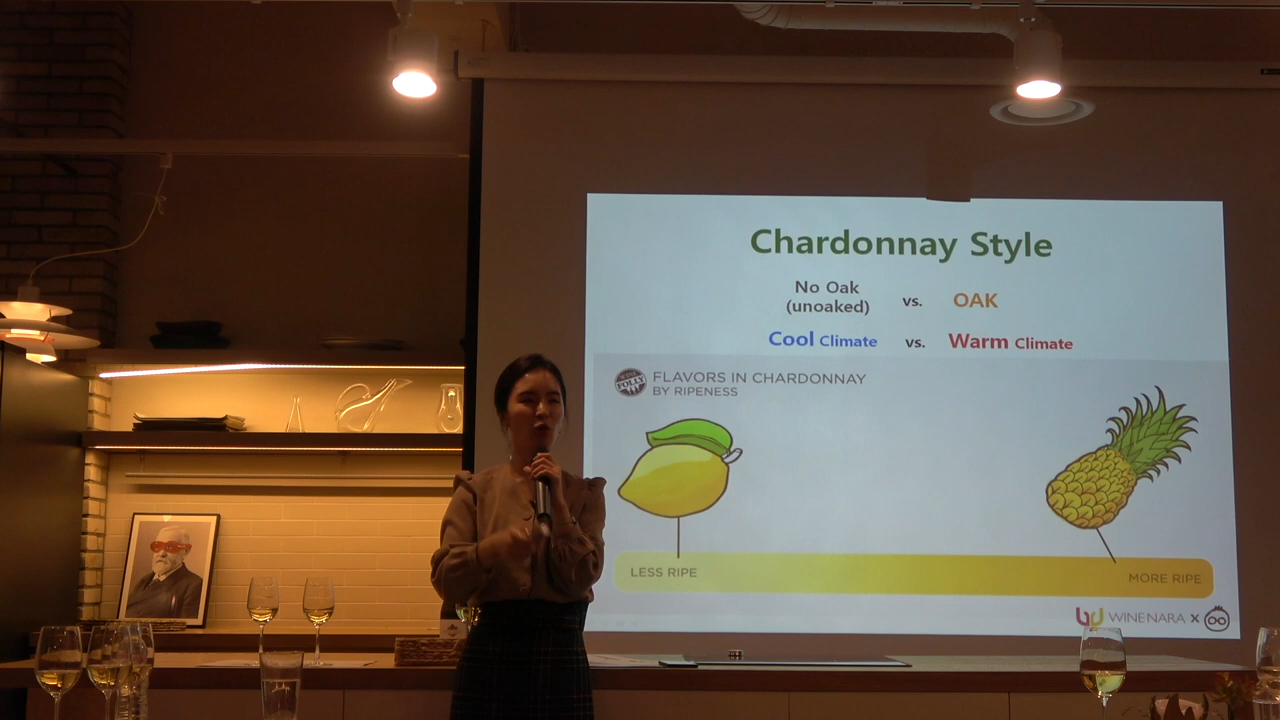 Chardonnay Style
No Oak
(unoaked) vs. OAK
Cool Climate vs. Warm Climate
FOLLY
FLAVORS IN CHARDONNAY
BY RIPENESS
LESS RIPE
MORE RIPE
WINENARA X